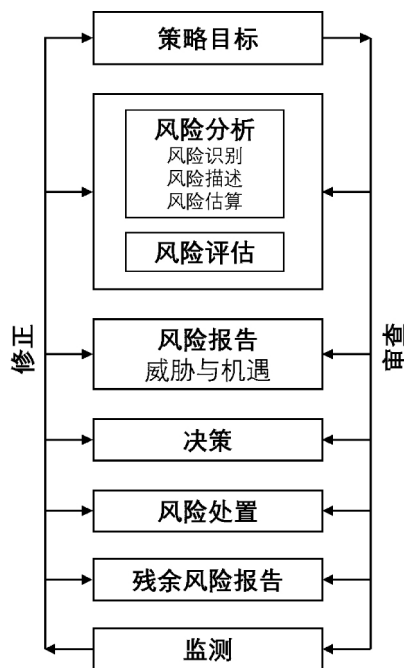 策略目标
风险分析
风险识别
风险描述
风险估算
风险评估
修正
审查
风险报告
威胁与机遇
决策
风险处置
残余风险报告
监测